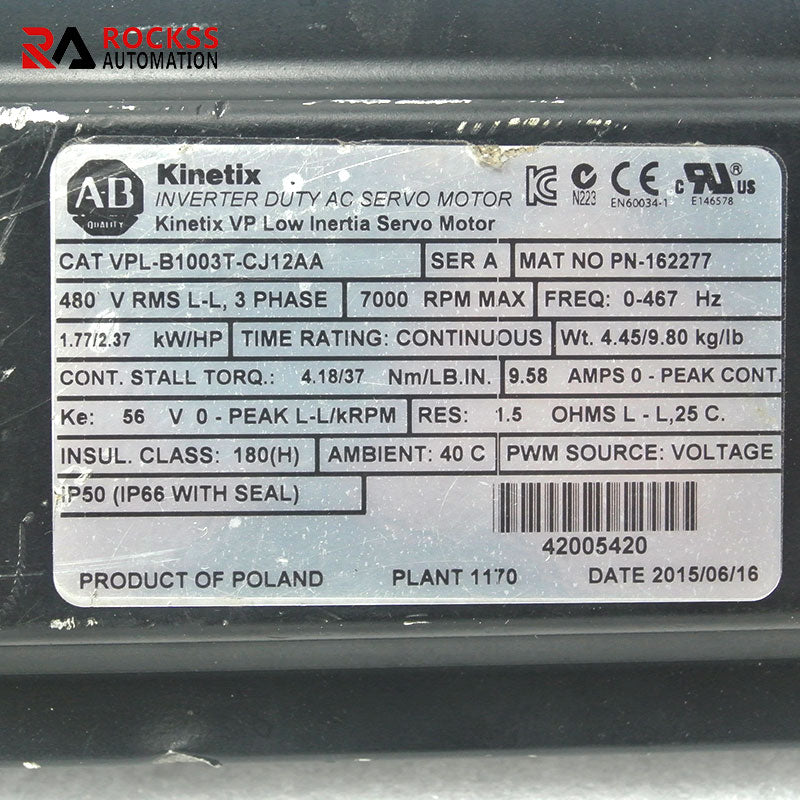 RA ROCKSS
AUTOMATION
AB
QUALITY
Kinetix
INVERTER DUTY AC SERVO MOTOR
Kinetix VP Low Inertia Servo Motor
N223
CE
EN60034-1
c UL ® US
E146578
CAT VPL-B1003T-CJ12AA SER A MAT NO PN-162277
480 V RMS L-L, 3 PHASE 7000 RPM MAX FREQ: 0-467 Hz
1.77/2.37 kW/HP TIME RATING: CONTINUOUS Wt. 4.45/9.80 kg/lb
CONT. STALL TORQ.: 4.18/37 Nm/LB.IN. 9.58 AMPS 0 - PEAK CONT.
Ke: 56 V 0 - PEAK L-L/kRPM RES: 1.5 OHMS L - L,25 C.
INSUL. CLASS: 180(H) AMBIENT: 40 C PWM SOURCE: VOLTAGE
IP50 (IP66 WITH SEAL)
42005420
PRODUCT OF POLAND PLANT 1170 DATE 2015/06/16